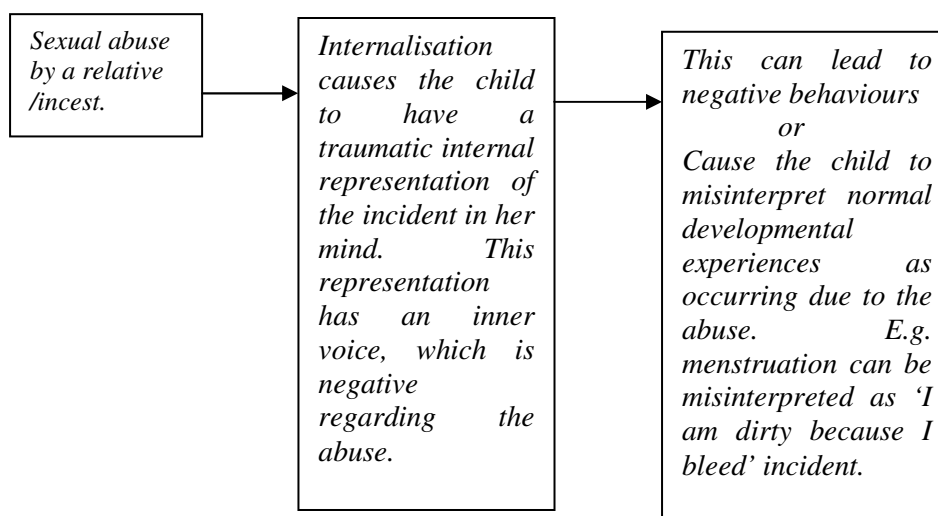 Sexual abuse
by a relative
/incest.
Internalisation
causes the child
to have a
traumatic internal
representation of
the incident in her
mind. This
representation
has an inner
voice, which is
negative
regarding the
abuse.
This can lead to
negative behaviours
or
Cause the child to
misinterpret normal
developmental
experiences as
occurring due to the
abuse. E.g.
menstruation can be
misinterpreted as ‘I
am dirty because I
bleed’ incident.